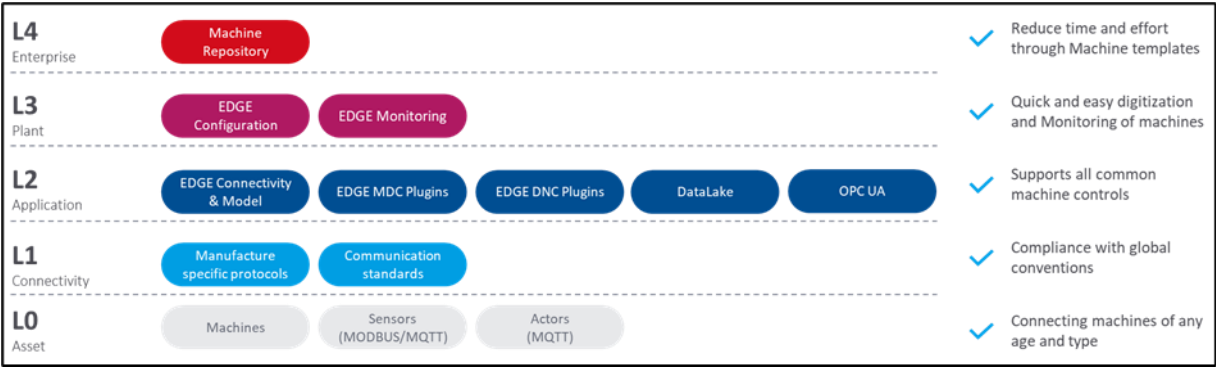 L4
Enterprise
Machine
Repository
Reduce time and effort
through Machine templates
L3
Plant
EDGE
Configuration
EDGE Monitoring
Quick and easy digitization
and Monitoring of machines
L2
Application
EDGE Connectivity
& Model
EDGE MDC Plugins
EDGE DNC Plugins
DataLake
OPC UA
Supports all common
machine controls
L1
Connectivity
Manufacture
specific protocols
Communication
standards
Compliance with global
conventions
L0
Asset
Machines
Sensors
(MODBUS/MQTT)
Actors
(MQTT)
Connecting machines of any
age and type